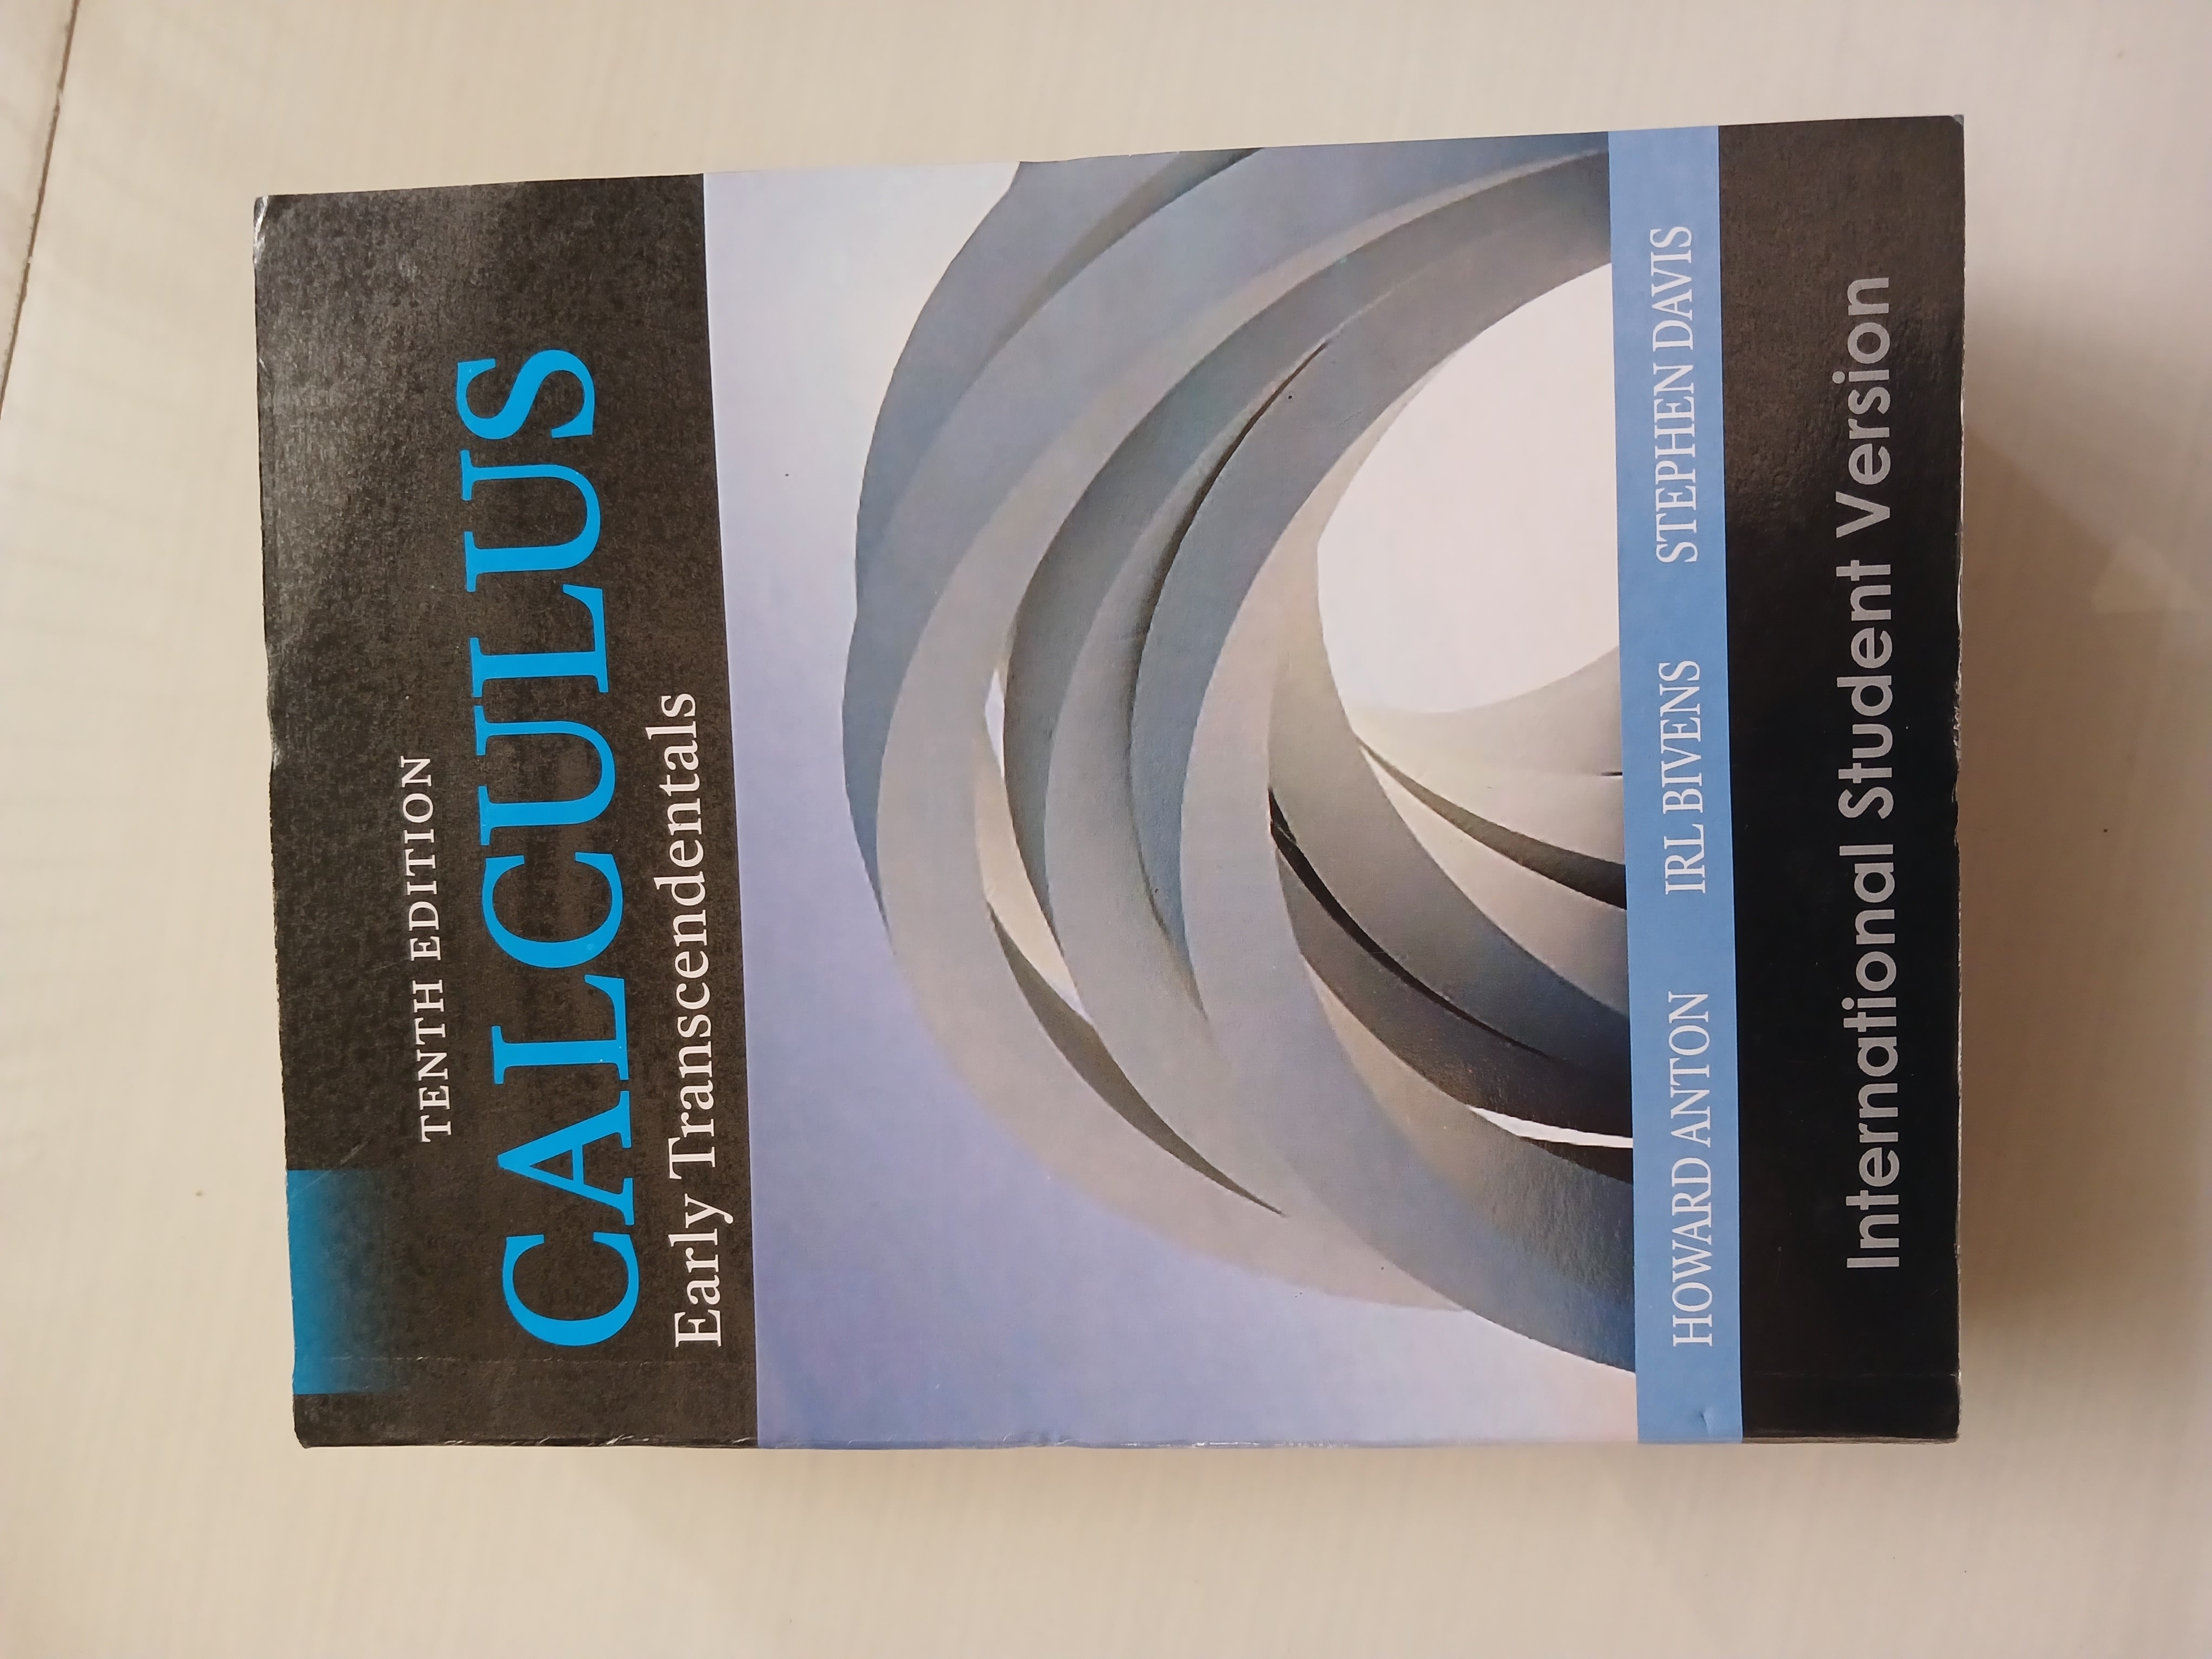 TENTH EDITION
CALCULUS
Early Transcendentals
HOWARD ANTON IRL BIVENS STEPHEN DAVIS
International Student Version